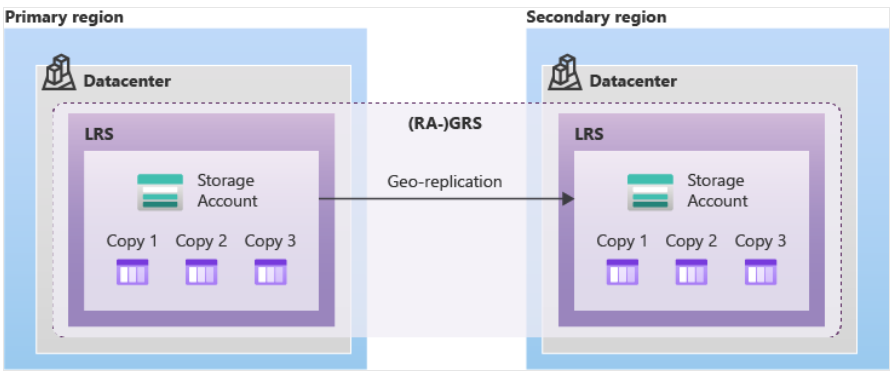 Primary region
Secondary region
Datacenter
Datacenter
(RA-)GRS
LRS
LRS
Storage
Account
Geo-replication
Storage
Account
Copy 1 Copy 2 Copy 3
Copy 1 Copy 2 Copy 3